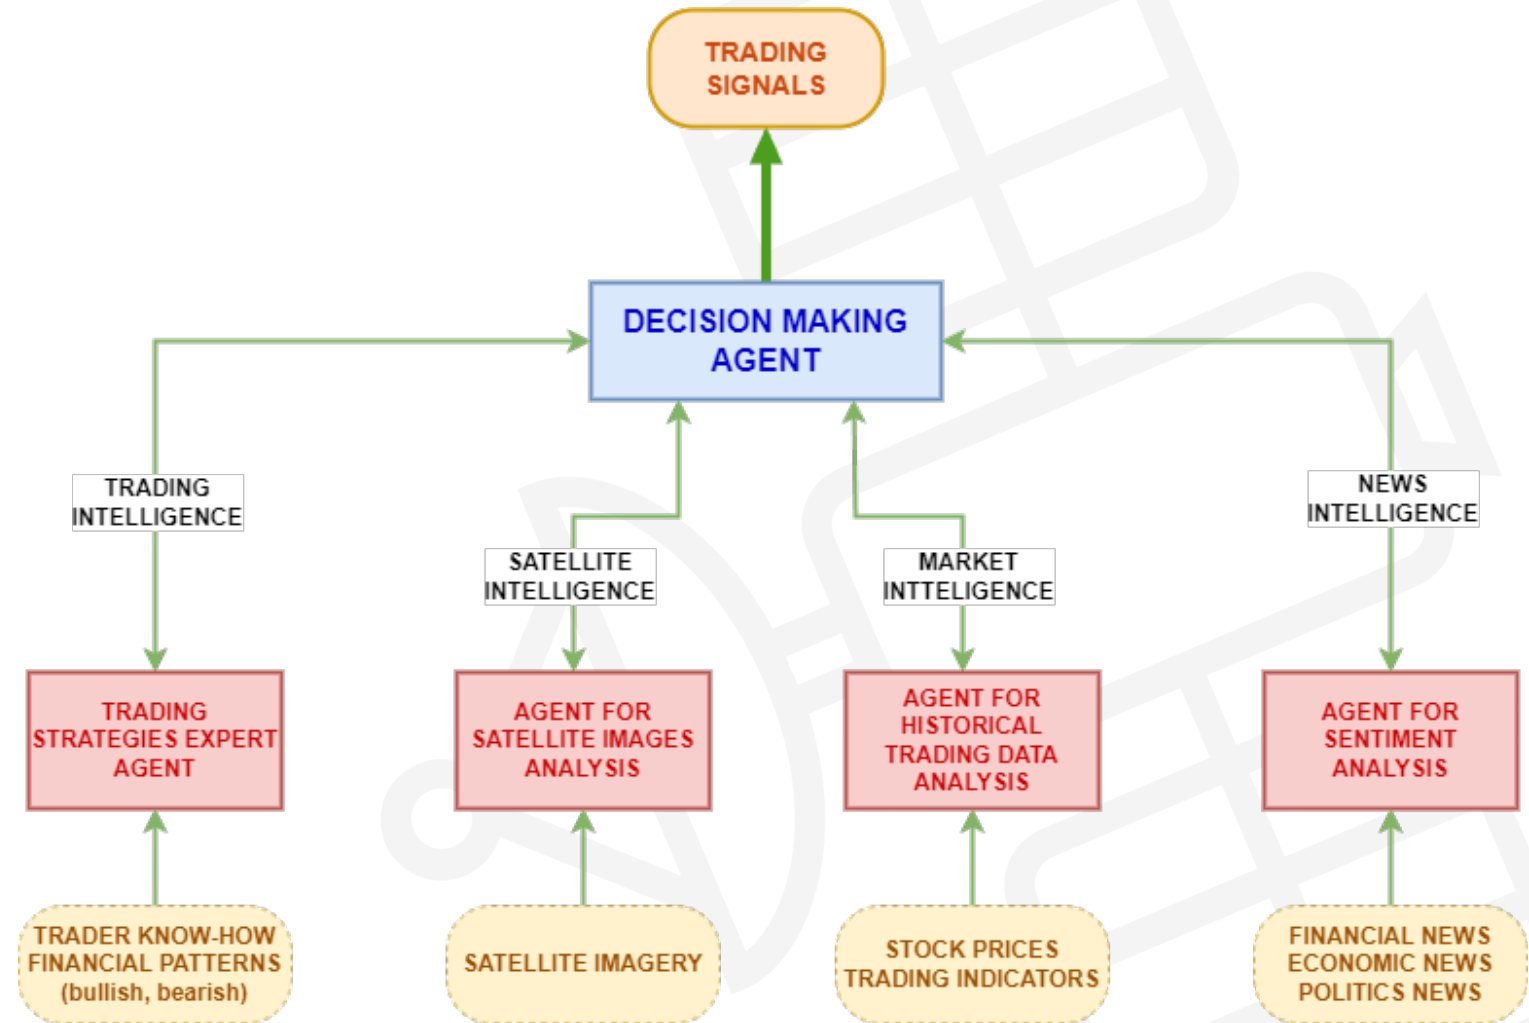 TRADING
SIGNALS
DECISION MAKING
AGENT
TRADING
INTELLIGENCE
SATELLITE
INTELLIGENCE
MARKET
INTTELIGENCE
NEWS
INTELLIGENCE
TRADING
STRATEGIES EXPERT
AGENT
AGENT FOR
SATELLITE IMAGES
ANALYSIS
AGENT FOR
HISTORICAL
TRADING DATA
ANALYSIS
AGENT FOR
SENTIMENT
ANALYSIS
TRADER KNOW-HOW
FINANCIAL PATTERNS
(bullish, bearish)
SATELLITE IMAGERY
STOCK PRICES
TRADING INDICATORS
FINANCIAL NEWS
ECONOMIC NEWS
POLITICS NEWS